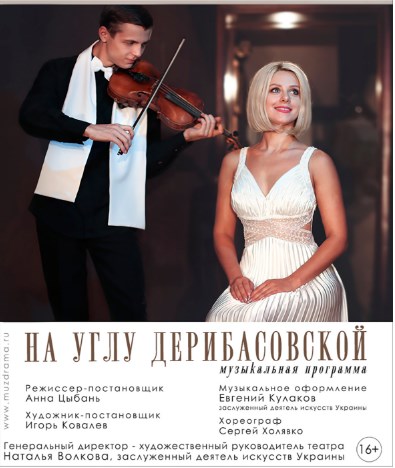 www.muzdrama.ru
НА УГЛУ ДЕРИБАСОВСКОЙ
музыкальная программа
Режиссер-постановщик
Анна Цыбань
Художник-постановщик
Игорь Ковалев
Музыкальное оформление
Евгений Кулаков
заслуженный деятель искусств Украины
Хореограф
Сергей Холявко
Генеральный директор - художественный руководитель театра
Наталья Волкова, заслуженный деятель искусств Украины
16+